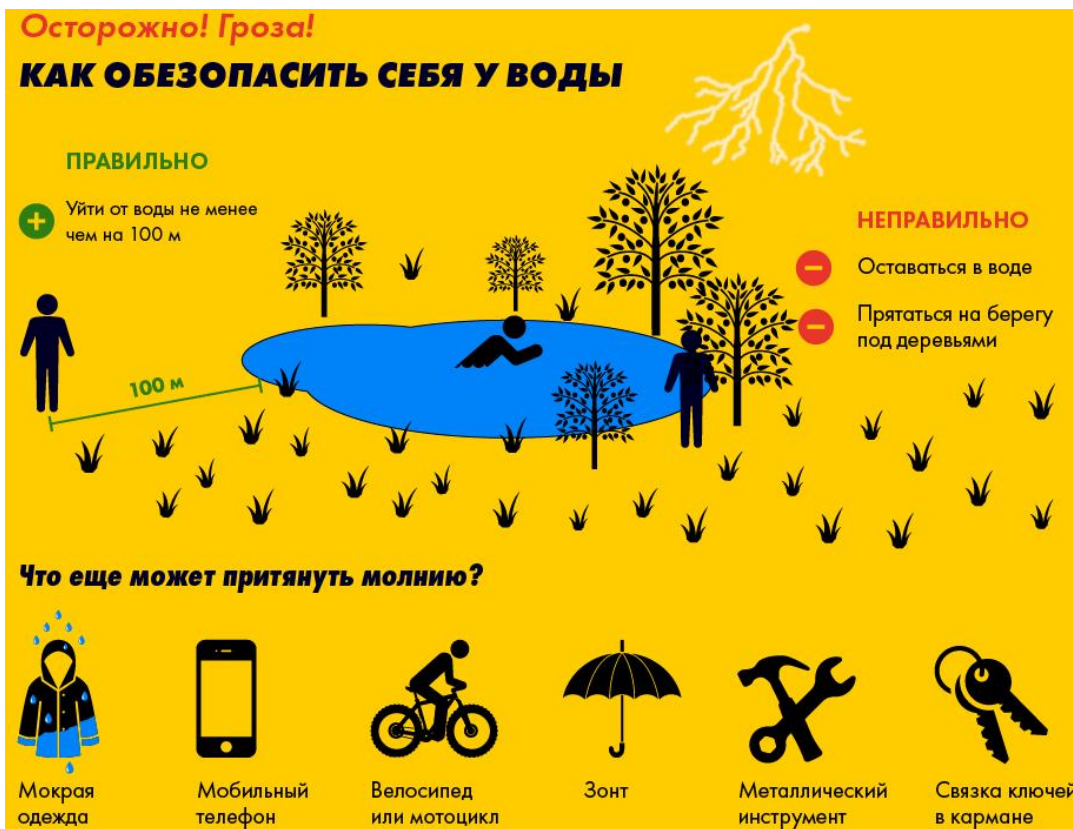 Осторожно! Гроза!
КАК ОБЕЗОПАСИТЬ СЕБЯ У ВОДЫ
ПРАВИЛЬНО
Уйти от воды не менее
чем на 100 м
НЕПРАВИЛЬНО
Оставаться в воде
Прятаться на берегу
под деревьями
100 м
Что еще может притянуть молнию?
Мокрая
одежда
Мобильный
телефон
Велосипед
или мотоцикл
Зонт
Металлический
инструмент
Связка ключей
в кармане